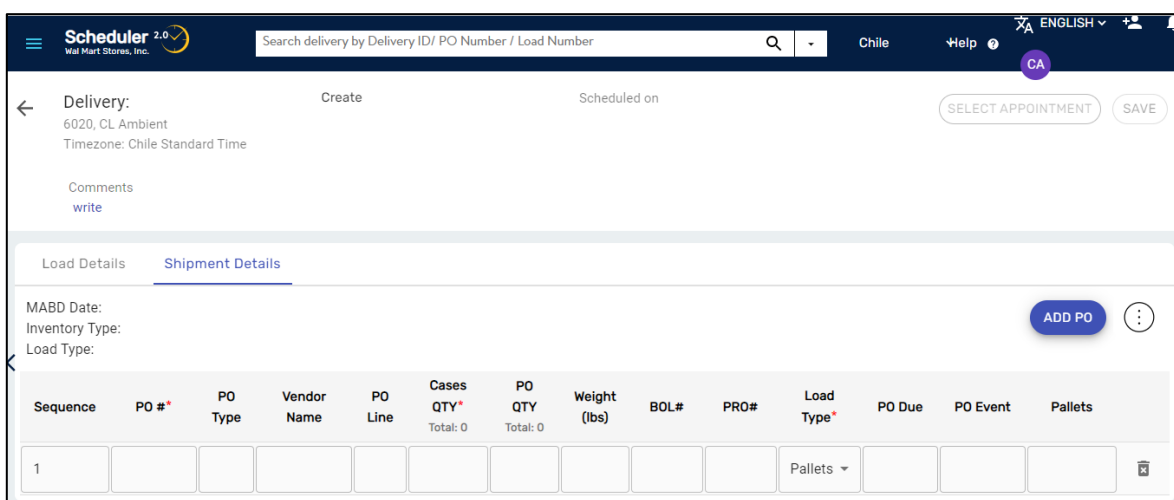 ENGLISH
Scheduler 2.0
Wal Mart Stores, Inc.
Search delivery by Delivery ID/ PO Number / Load Number
Chile
Help
CA
Delivery:
Create
Scheduled on
SELECT APPOINTMENT
SAVE
6020, CL Ambient
Timezone: Chile Standard Time
Comments
write
Load Details
Shipment Details
MABD Date:
Inventory Type:
Load Type:
ADD PO
Sequence
PO #*
PO Type
Vendor Name
PO Line
Cases QTY*
Total: 0
PO QTY
Total: 0
Weight (lbs)
BOL#
PRO#
Load Type*
PO Due
PO Event
Pallets
1
Pallets